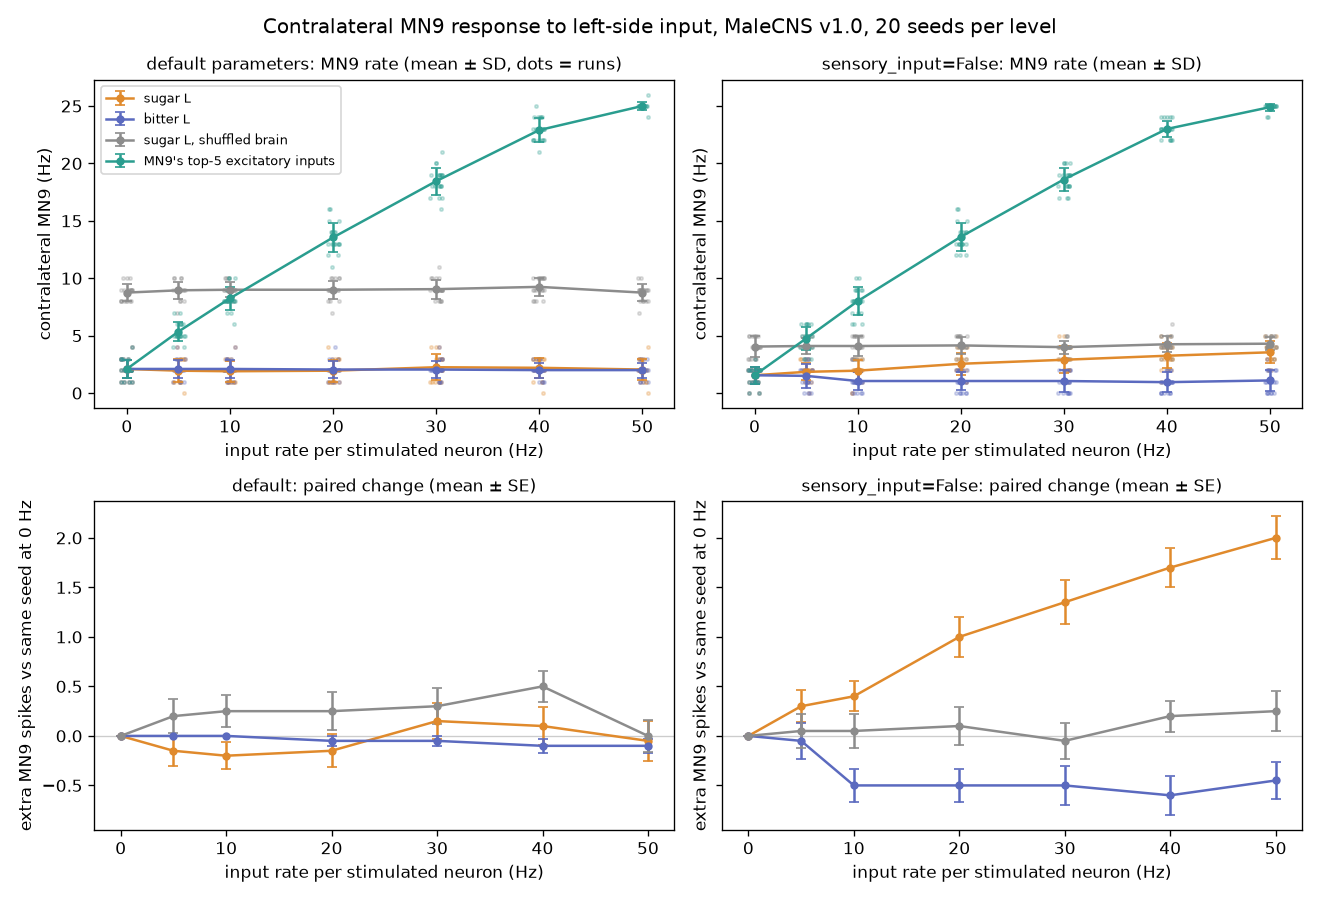 Contralateral MN9 response to left-side input, MaleCNS v1.0, 20 seeds per level
default parameters: MN9 rate (mean ± SD, dots = runs)
contralateral MN9 (Hz)
25
20
15
10
5
0
sugar L
bitter L
sugar L, shuffled brain
MN9's top-5 excitatory inputs
0 10 20 30 40 50
input rate per stimulated neuron (Hz)
sensory_input=False: MN9 rate (mean ± SD)
contralateral MN9 (Hz)
0 10 20 30 40 50
input rate per stimulated neuron (Hz)
default: paired change (mean ± SE)
extra MN9 spikes vs same seed at 0 Hz
2.0
1.5
1.0
0.5
0.0
−0.5
0 10 20 30 40 50
input rate per stimulated neuron (Hz)
sensory_input=False: paired change (mean ± SE)
extra MN9 spikes vs same seed at 0 Hz
0 10 20 30 40 50
input rate per stimulated neuron (Hz)